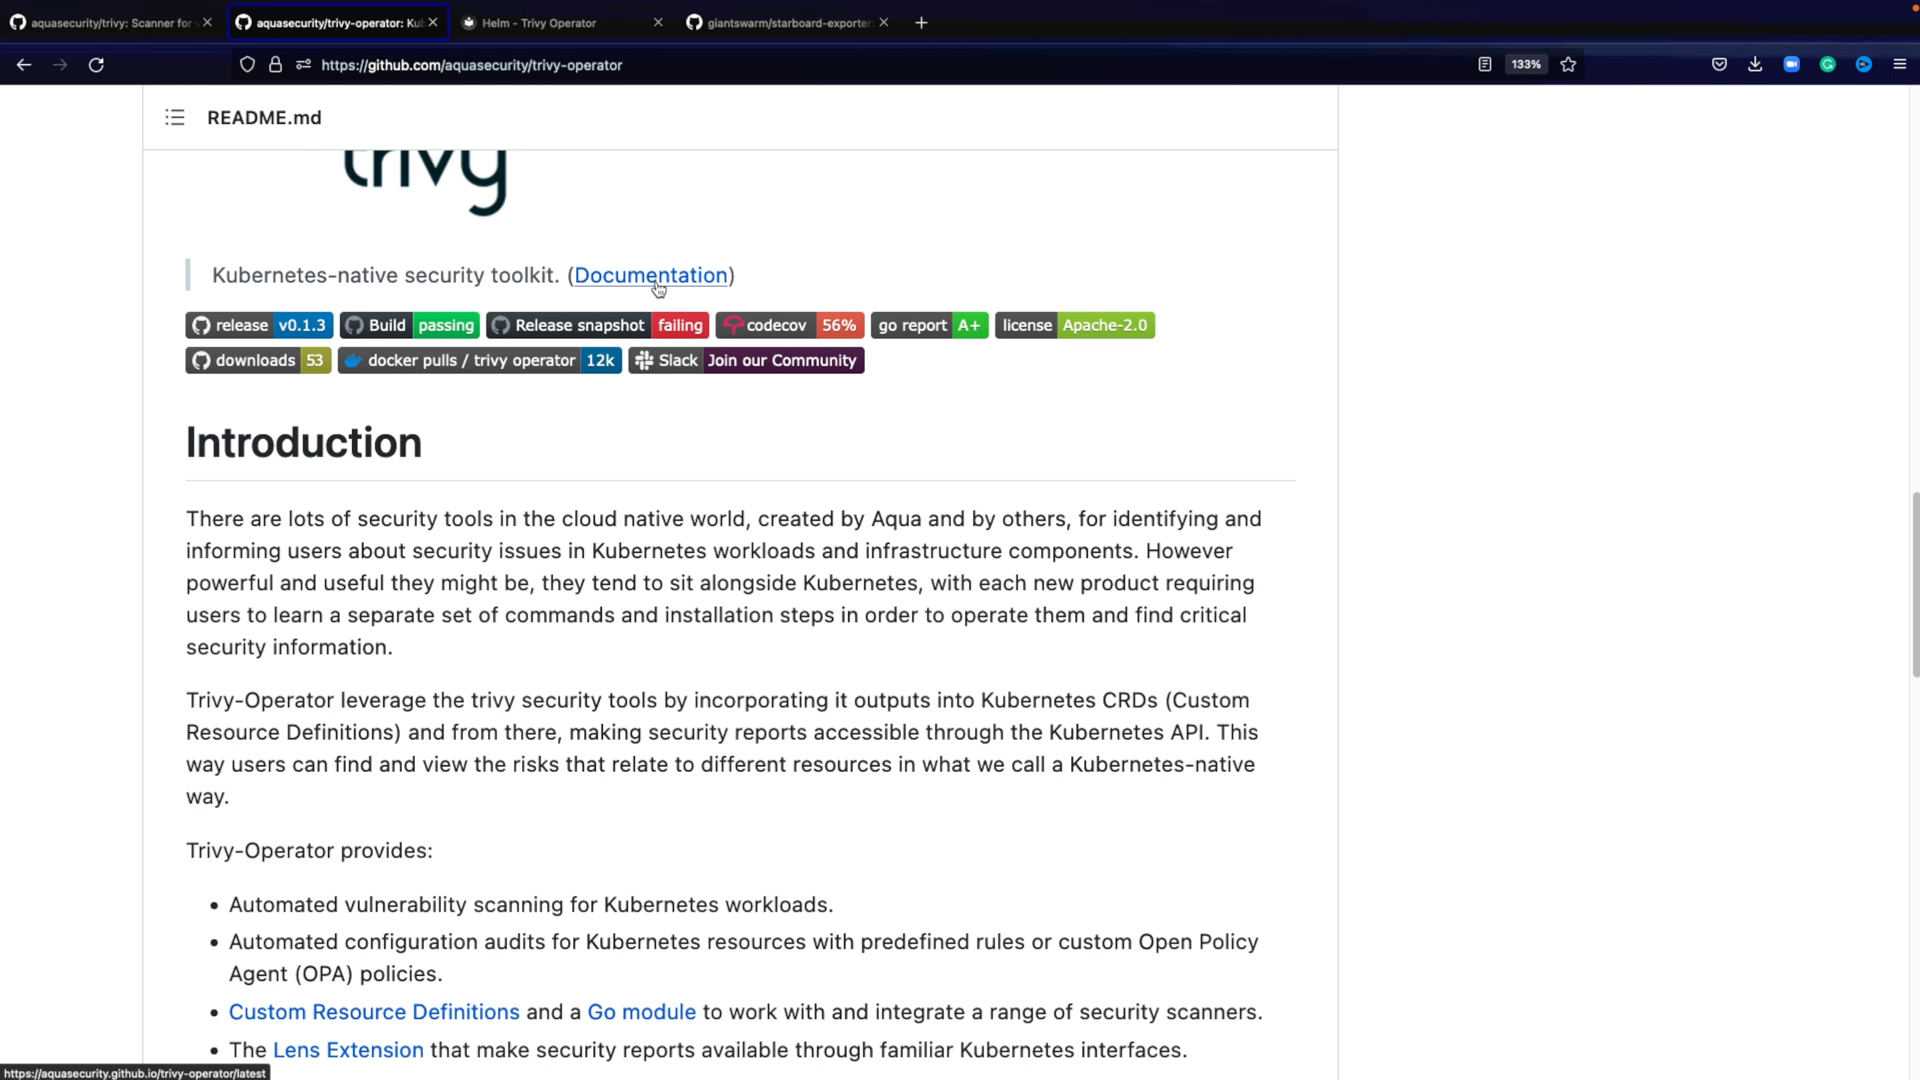 aquasecurity/trivy: Scanner for
aquasecurity/trivy-operator: Kub
Helm - Trivy Operator
giantswarm/starboard-exporter:
https://github.com/aquasecurity/trivy-operator
133%
README.md
trivy
Kubernetes-native security toolkit. (Documentation)
release v0.1.3 Build passing Release snapshot failing codecov 56% go report A+ license Apache-2.0
downloads 53 docker pulls / trivy operator 12k Slack Join our Community
Introduction
There are lots of security tools in the cloud native world, created by Aqua and by others, for identifying and
informing users about security issues in Kubernetes workloads and infrastructure components. However
powerful and useful they might be, they tend to sit alongside Kubernetes, with each new product requiring
users to learn a separate set of commands and installation steps in order to operate them and find critical
security information.
Trivy-Operator leverage the trivy security tools by incorporating it outputs into Kubernetes CRDs (Custom
Resource Definitions) and from there, making security reports accessible through the Kubernetes API. This
way users can find and view the risks that relate to different resources in what we call a Kubernetes-native
way.
Trivy-Operator provides:
• Automated vulnerability scanning for Kubernetes workloads.
• Automated configuration audits for Kubernetes resources with predefined rules or custom Open Policy
Agent (OPA) policies.
• Custom Resource Definitions and a Go module to work with and integrate a range of security scanners.
• The Lens Extension that make security reports available through familiar Kubernetes interfaces.
https://aquasecurity.github.io/trivy-operator/latest